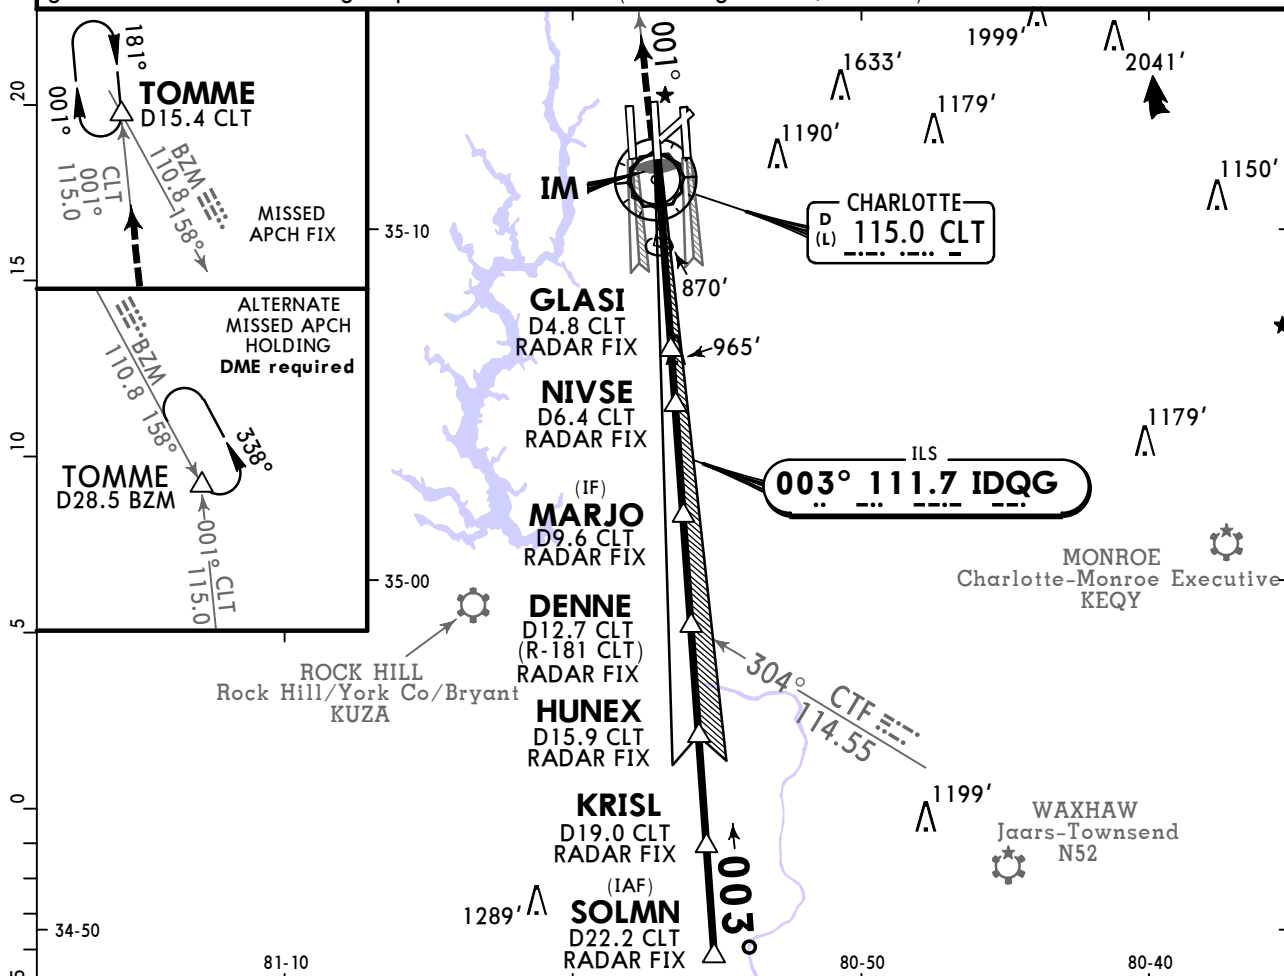 181°
001°
TOMME
D15.4 CLT
CLT
001°
115.0
BZM
110.8
158°
MISSED
APCH FIX
ALTERNATE
MISSED APCH
HOLDING
DME required
BZM
110.8
158°
338°
TOMME
D28.5 BZM
001° CLT
115.0
20
15
10
5
0
5
001°
1999'
2041'
1633'
1179'
1190'
1150'
IM
35-10
CHARLOTTE
D
(L)
115.0 CLT
870'
GLASI
D4.8 CLT
RADAR FIX
965'
NIVSE
D6.4 CLT
RADAR FIX
1179'
ILS
003° 111.7 IDQG
(IF)
MARJO
D9.6 CLT
RADAR FIX
35-00
MONROE
Charlotte-Monroe Executive
KEQY
DENNE
D12.7 CLT
(R-181 CLT)
RADAR FIX
ROCK HILL
Rock Hill/York Co/Bryant
KUZA
304° CTF
114.55
HUNEX
D15.9 CLT
RADAR FIX
KRISL
D19.0 CLT
RADAR FIX
1199'
WAXHAW
Jaars-Townsend
N52
003°
(IAF)
SOLMN
D22.2 CLT
RADAR FIX
1289'
34-50
81-10
80-50
80-40